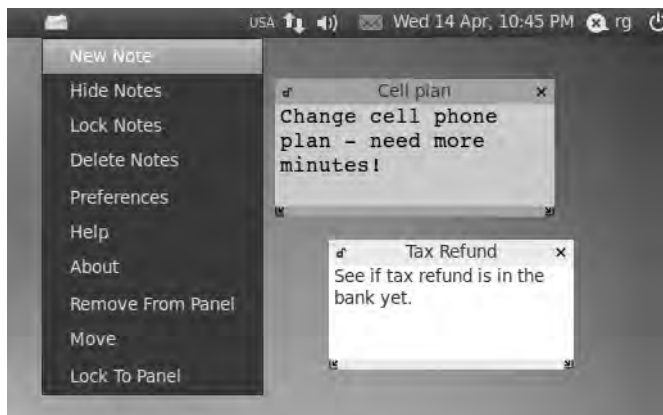 USA Wed 14 Apr, 10:45 PM rg
New Note
Hide Notes
Lock Notes
Delete Notes
Preferences
Help
About
Remove From Panel
Move
Lock To Panel
Cell plan
Change cell phone
plan – need more
minutes!
Tax Refund
See if tax refund is in the
bank yet.